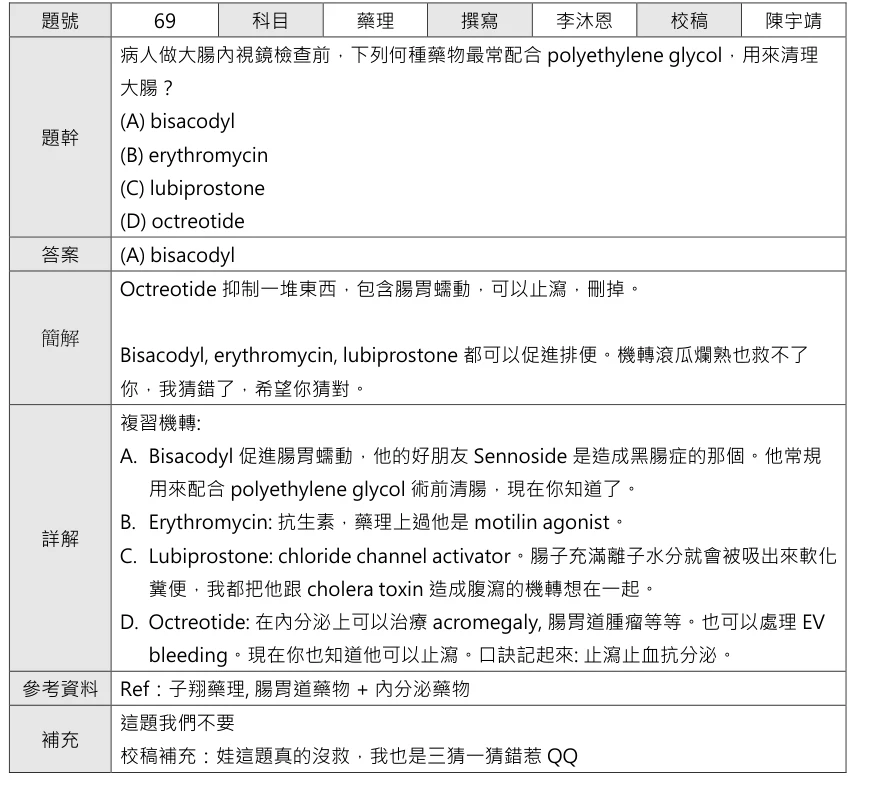 題號 69 科目 藥理 撰寫 李沐恩 校稿 陳宇靖
題幹
病人做大腸內視鏡檢查前，下列何種藥物最常配合 polyethylene glycol，用來清理
大腸？
(A) bisacodyl
(B) erythromycin
(C) lubiprostone
(D) octreotide
答案 (A) bisacodyl
簡解
Octreotide 抑制一堆東西，包含腸胃蠕動，可以止瀉，刪掉。
Bisacodyl, erythromycin, lubiprostone 都可以促進排便。機轉滾瓜爛熟也救不了
你，我猜錯了，希望你猜對。
詳解
複習機轉:
A. Bisacodyl 促進腸胃蠕動，他的好朋友 Sennoside 是造成黑腸症的那個。他常規
用來配合 polyethylene glycol 術前清腸，現在你知道了。
B. Erythromycin: 抗生素，藥理上過他是 motilin agonist。
C. Lubiprostone: chloride channel activator。腸子充滿離子水分就會被吸出來軟化
糞便，我都把他跟 cholera toxin 造成腹瀉的機轉想在一起。
D. Octreotide: 在內分泌上可以治療 acromegaly, 腸胃道腫瘤等等。也可以處理 EV
bleeding。現在你也知道他可以止瀉。口訣記起來: 止瀉止血抗分泌。
參考資料 Ref：子翔藥理, 腸胃道藥物 + 內分泌藥物
補充
這題我們不要
校稿補充：娃這題真的沒救，我也是三猜一猜錯惹 QQ